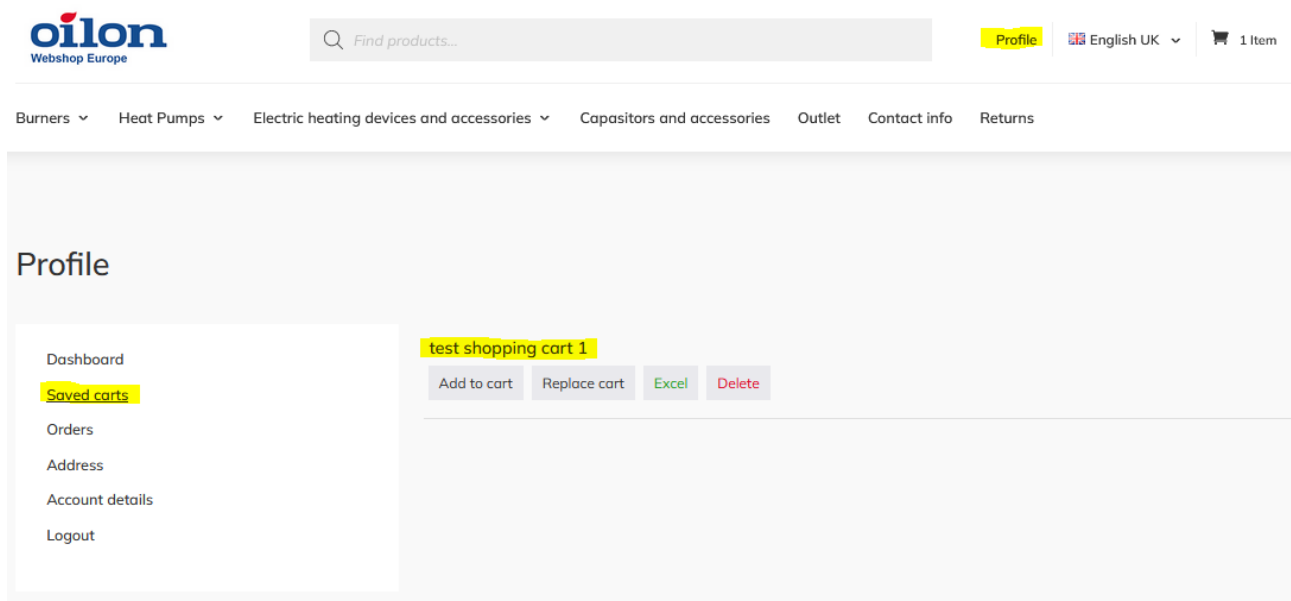 oilon
Webshop Europe
Find products...
Profile
English UK
1 Item
Burners
Heat Pumps
Electric heating devices and accessories
Capasitors and accessories
Outlet
Contact info
Returns
Profile
Dashboard
Saved carts
Orders
Address
Account details
Logout
test shopping cart 1
Add to cart
Replace cart
Excel
Delete